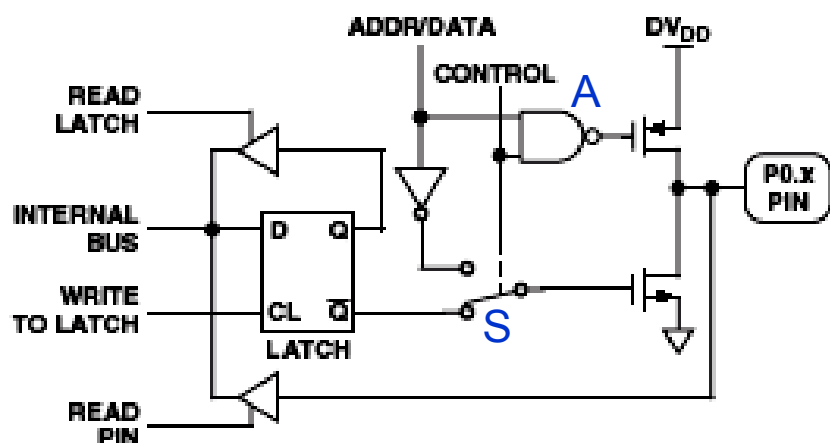 ADDR/DATA
DVDD
CONTROL
A
READ
LATCH
P0.x
PIN
INTERNAL
BUS
D
Q
WRITE
TO LATCH
CL
Q̅
S
LATCH
READ
PIN